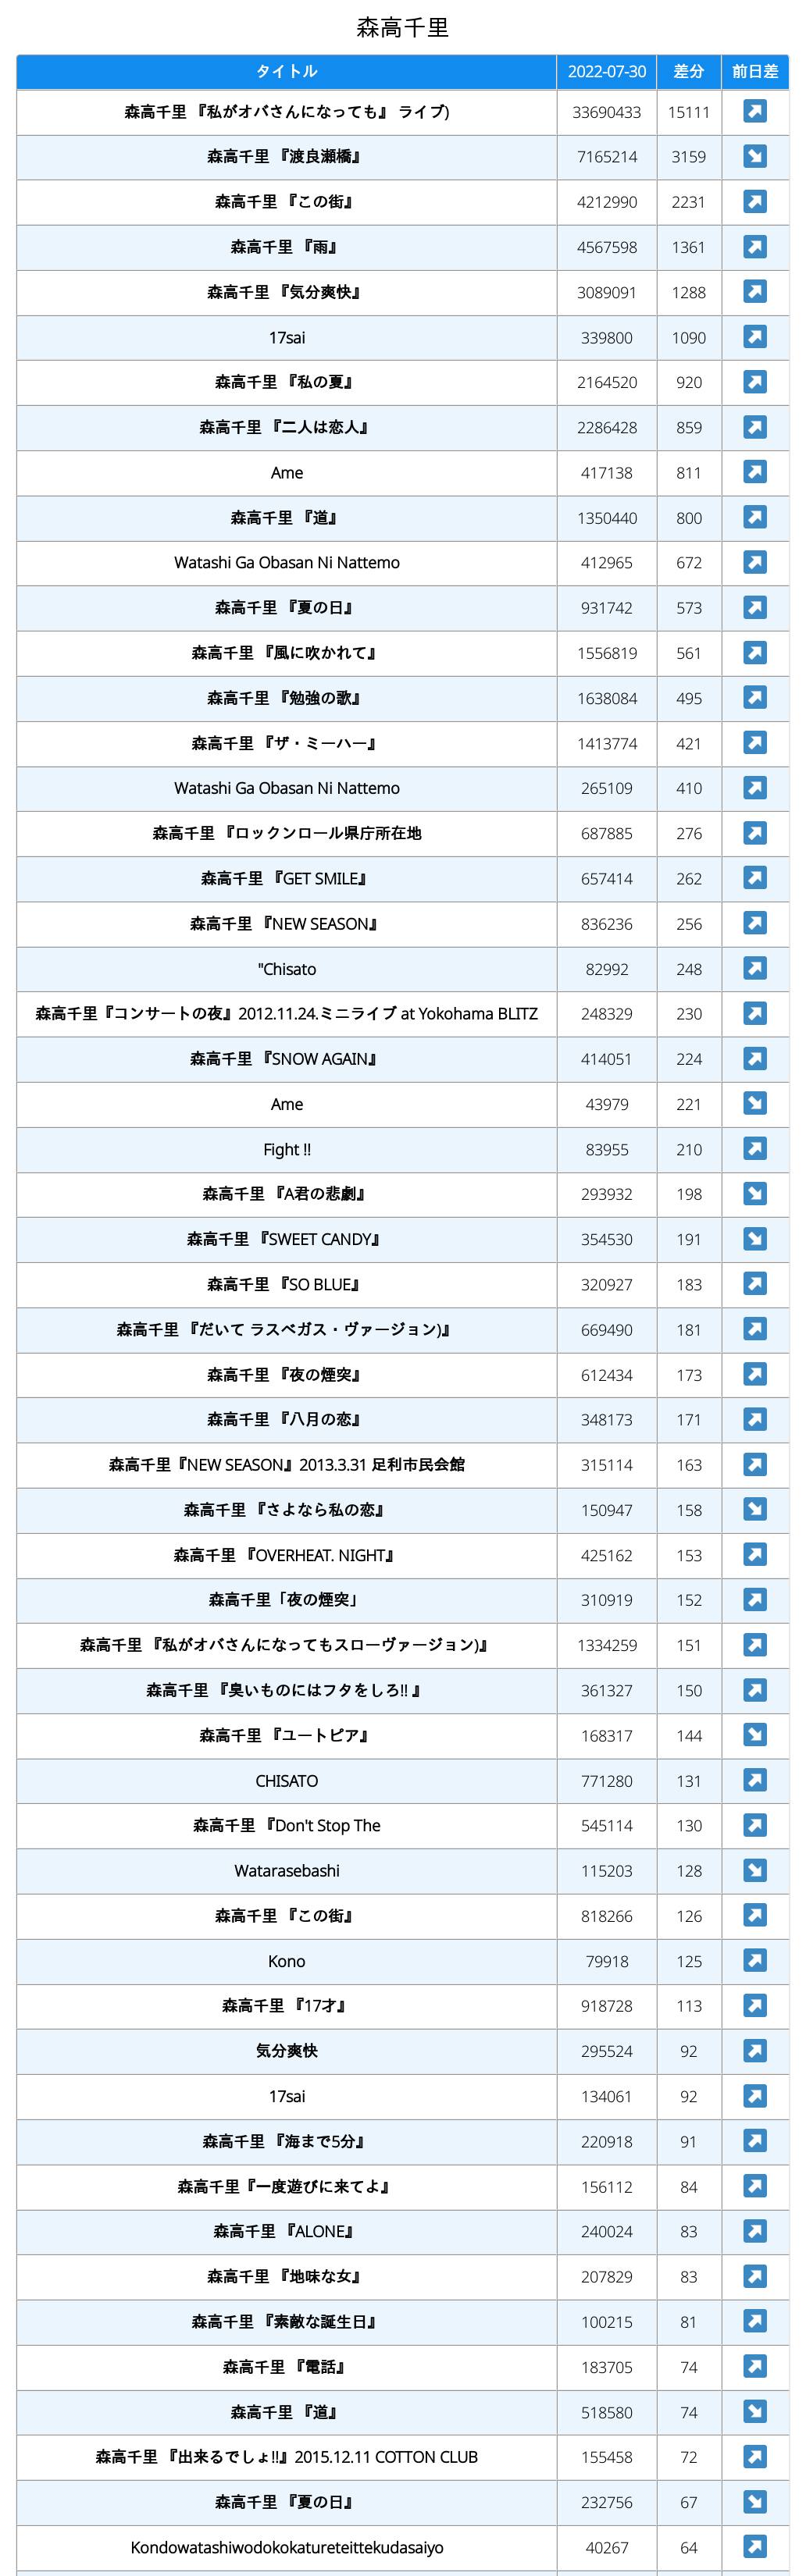 森高千里
タイトル 2022-07-30 差分 前日差
森高千里 『私がオバさんになっても』 ライブ) 33690433 15111
森高千里 『渡良瀬橋』 7165214 3159
森高千里 『この街』 4212990 2231
森高千里 『雨』 4567598 1361
森高千里 『気分爽快』 3089091 1288
17sai 339800 1090
森高千里 『私の夏』 2164520 920
森高千里 『二人は恋人』 2286428 859
Ame 417138 811
森高千里 『道』 1350440 800
Watashi Ga Obasan Ni Nattemo 412965 672
森高千里 『夏の日』 931742 573
森高千里 『風に吹かれて』 1556819 561
森高千里 『勉強の歌』 1638084 495
森高千里 『ザ・ミーハー』 1413774 421
Watashi Ga Obasan Ni Nattemo 265109 410
森高千里 『ロックンロール県庁所在地 687885 276
森高千里 『GET SMILE』 657414 262
森高千里 『NEW SEASON』 836236 256
"Chisato 82992 248
森高千里『コンサートの夜』2012.11.24.ミニライブ at Yokohama BLITZ 248329 230
森高千里 『SNOW AGAIN』 414051 224
Ame 43979 221
Fight !! 83955 210
森高千里 『A君の悲劇』 293932 198
森高千里 『SWEET CANDY』 354530 191
森高千里 『SO BLUE』 320927 183
森高千里 『だいて ラスベガス・ヴァージョン)』 669490 181
森高千里 『夜の煙突』 612434 173
森高千里 『八月の恋』 348173 171
森高千里『NEW SEASON』2013.3.31 足利市民会館 315114 163
森高千里 『さよなら私の恋』 150947 158
森高千里 『OVERHEAT. NIGHT』 425162 153
森高千里「夜の煙突」 310919 152
森高千里 『私がオバさんになってもスローヴァージョン)』 1334259 151
森高千里 『臭いものにはフタをしろ!! 』 361327 150
森高千里 『ユートピア』 168317 144
CHISATO 771280 131
森高千里 『Don't Stop The 545114 130
Watarasebashi 115203 128
森高千里 『この街』 818266 126
Kono 79918 125
森高千里 『17才』 918728 113
気分爽快 295524 92
17sai 134061 92
森高千里 『海まで5分』 220918 91
森高千里『一度遊びに来てよ』 156112 84
森高千里 『ALONE』 240024 83
森高千里 『地味な女』 207829 83
森高千里 『素敵な誕生日』 100215 81
森高千里 『電話』 183705 74
森高千里 『道』 518580 74
森高千里 『出来るでしょ!!』2015.12.11 COTTON CLUB 155458 72
森高千里 『夏の日』 232756 67
Kondowatashiwodokokatureteittekudasaiyo 40267 64